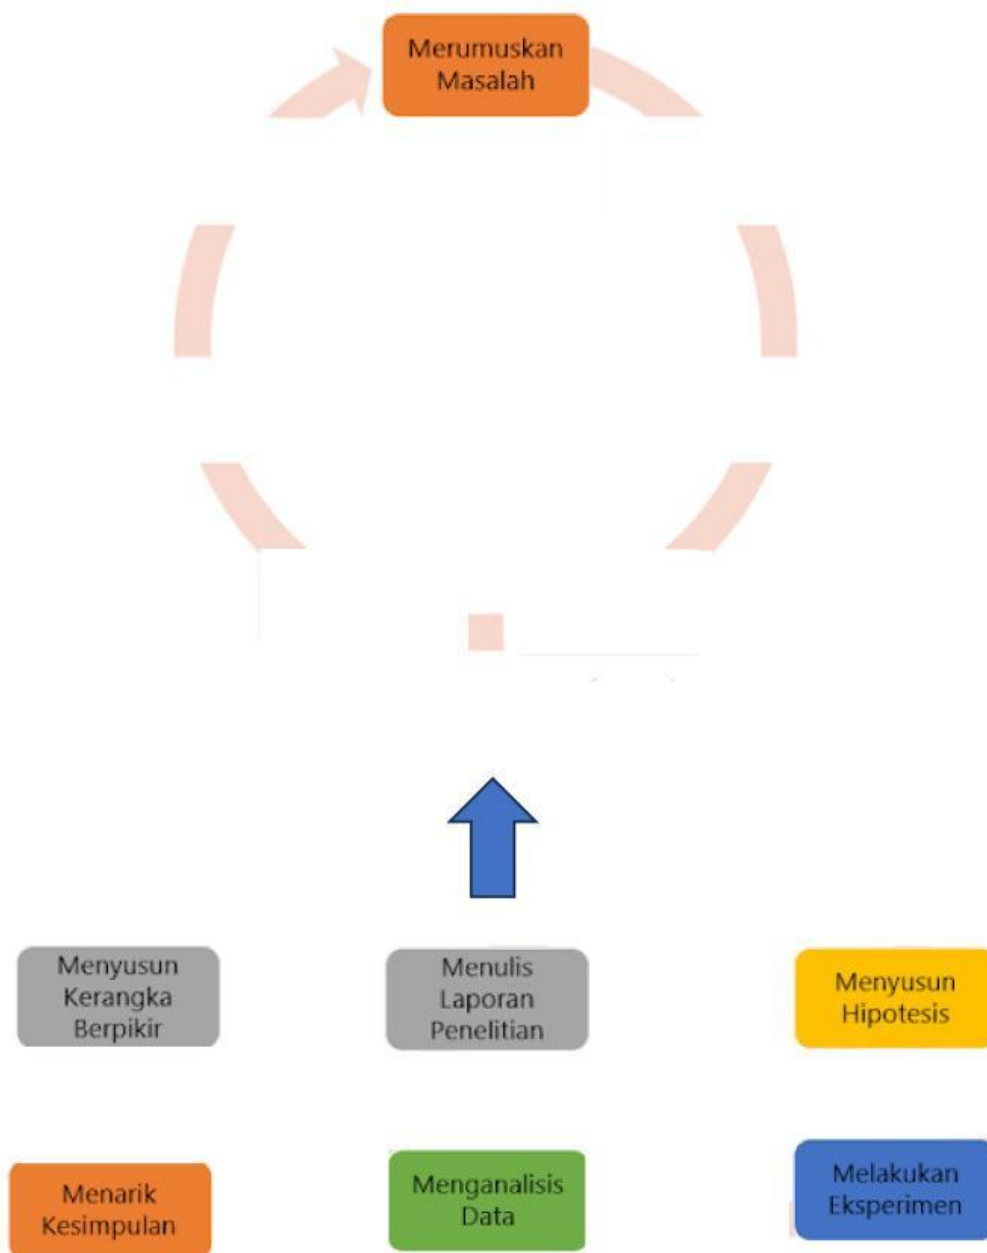 Merumuskan
Masalah
Menyusun
Kerangka
Berpikir
Menulis
Laporan
Penelitian
Menyusun
Hipotesis
Menarik
Kesimpulan
Menganalisis
Data
Melakukan
Eksperimen